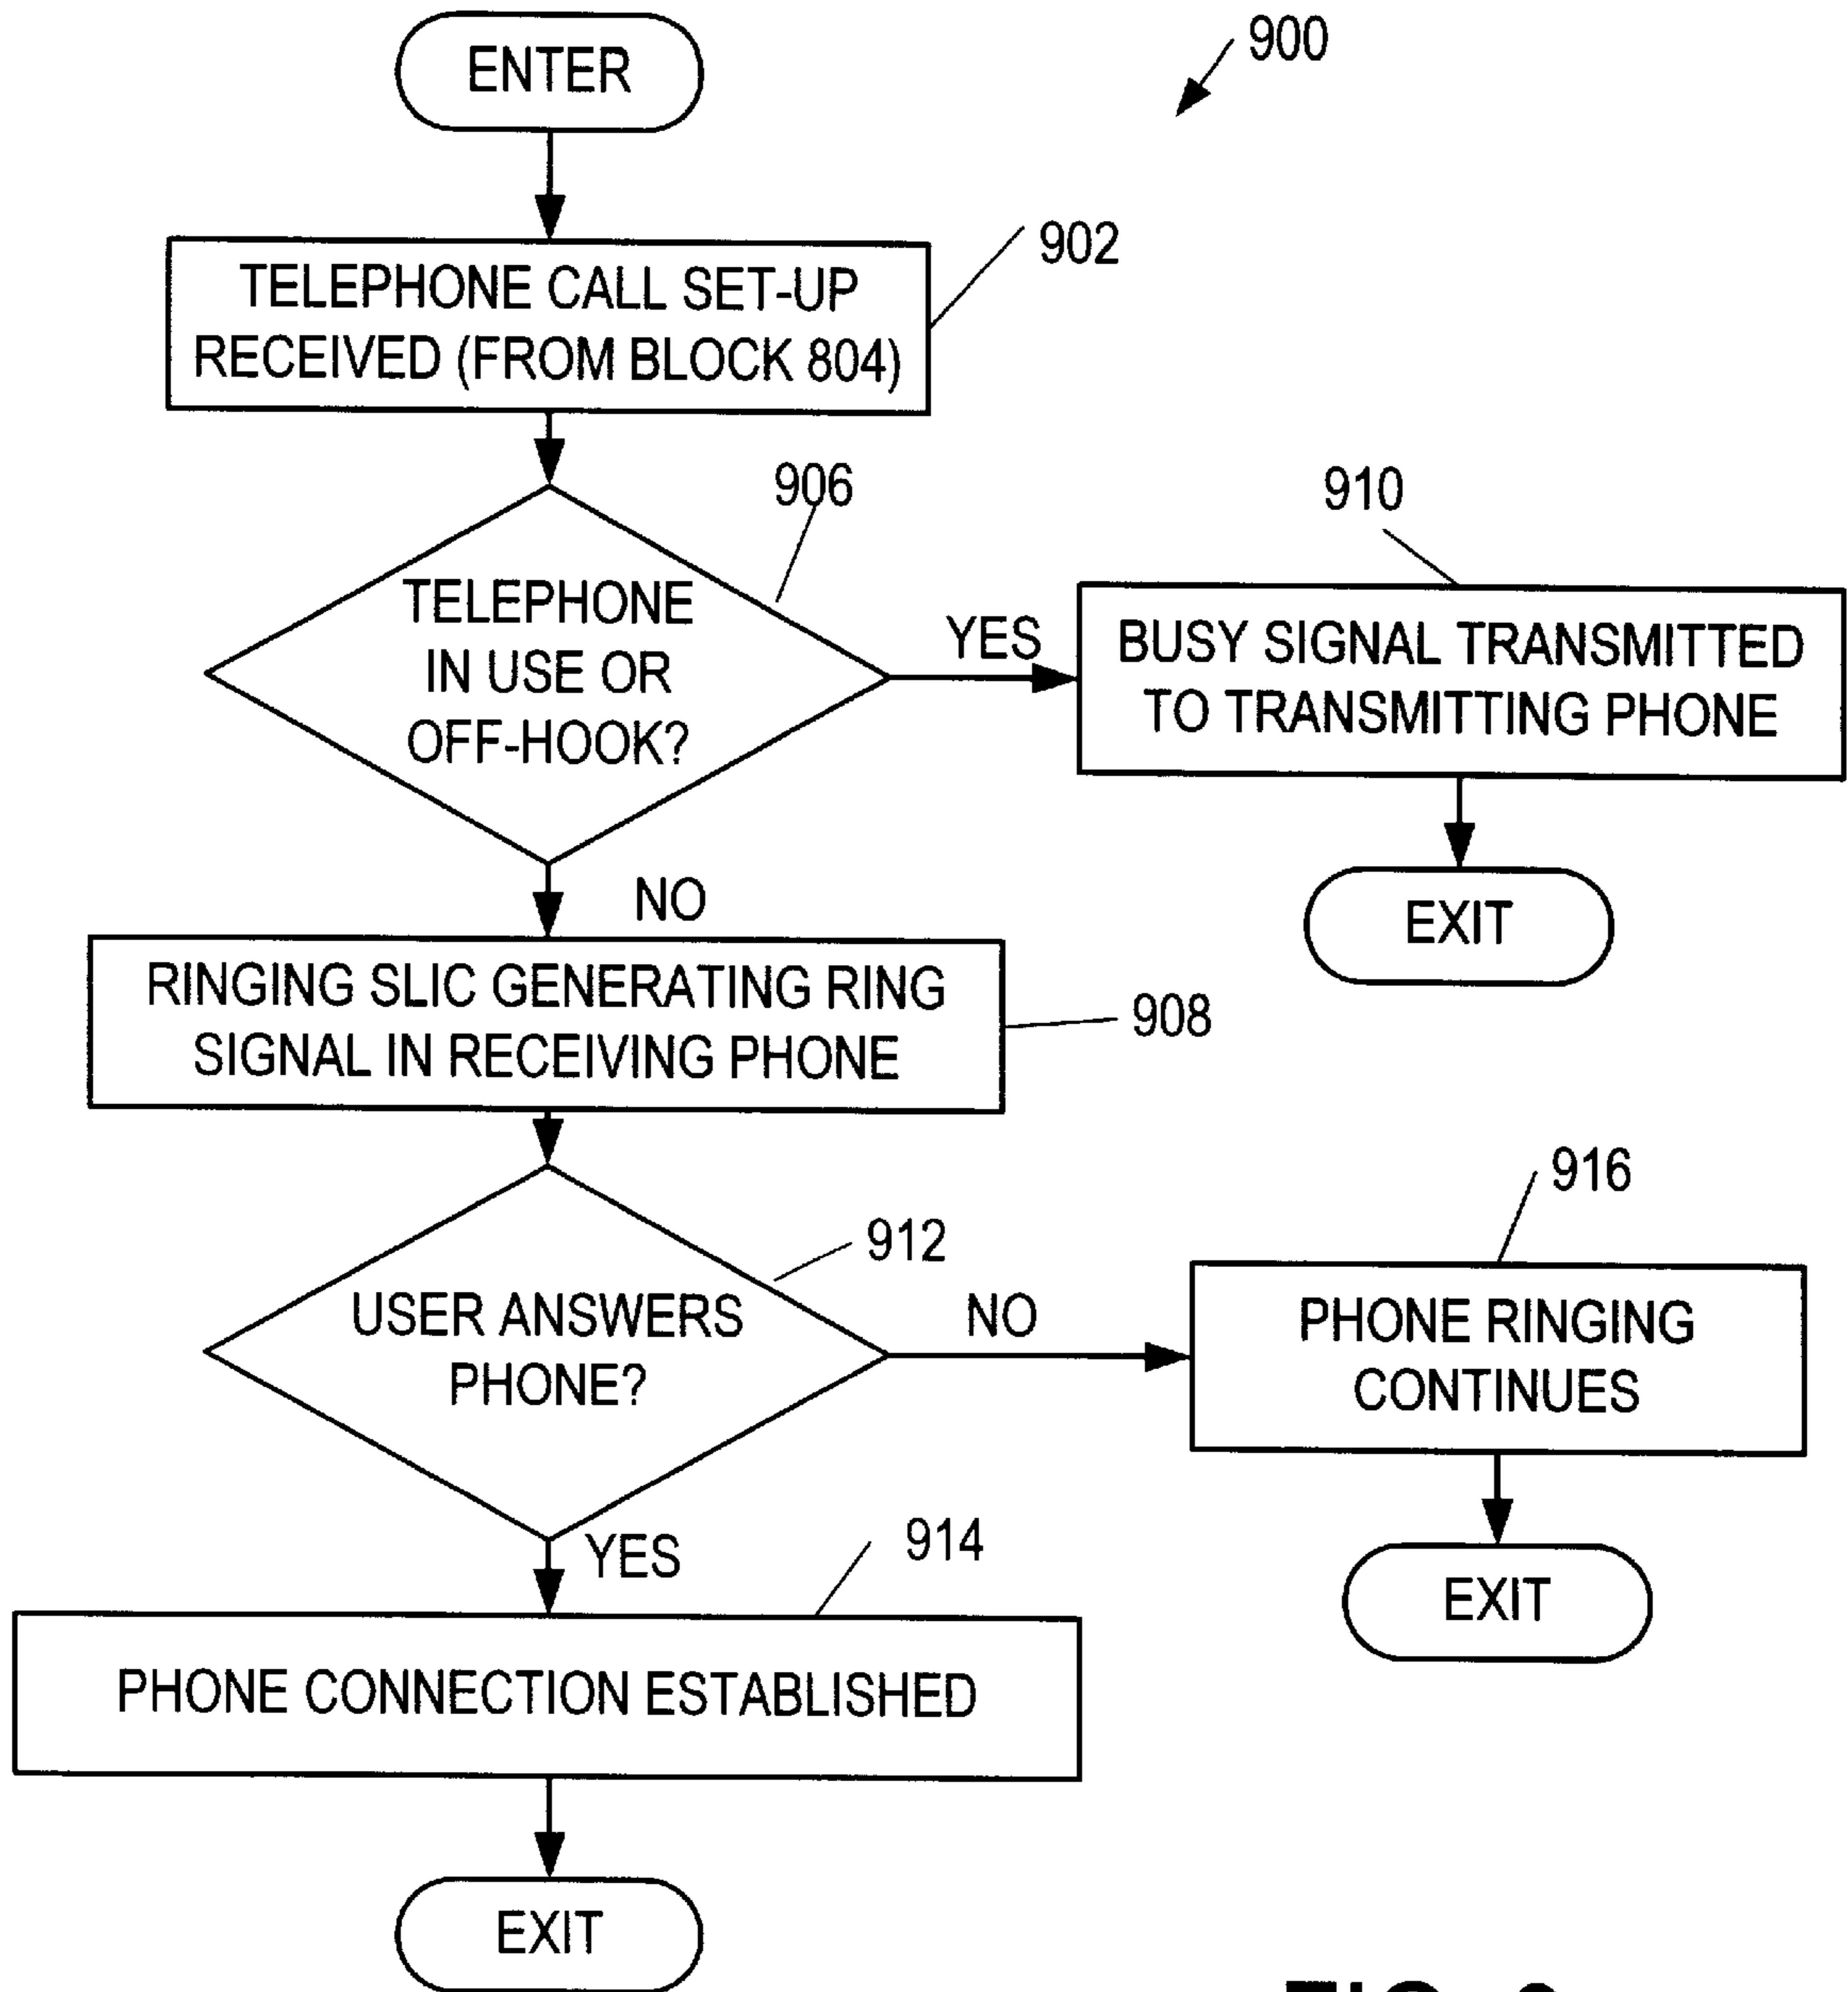 900
ENTER
902
TELEPHONE CALL SET-UP
RECEIVED (FROM BLOCK 804)
906
TELEPHONE
IN USE OR
OFF-HOOK?
YES
910
BUSY SIGNAL TRANSMITTED
TO TRANSMITTING PHONE
EXIT
NO
RINGING SLIC GENERATING RING
SIGNAL IN RECEIVING PHONE
908
912
USER ANSWERS
PHONE?
NO
916
PHONE RINGING
CONTINUES
EXIT
YES
914
PHONE CONNECTION ESTABLISHED
EXIT